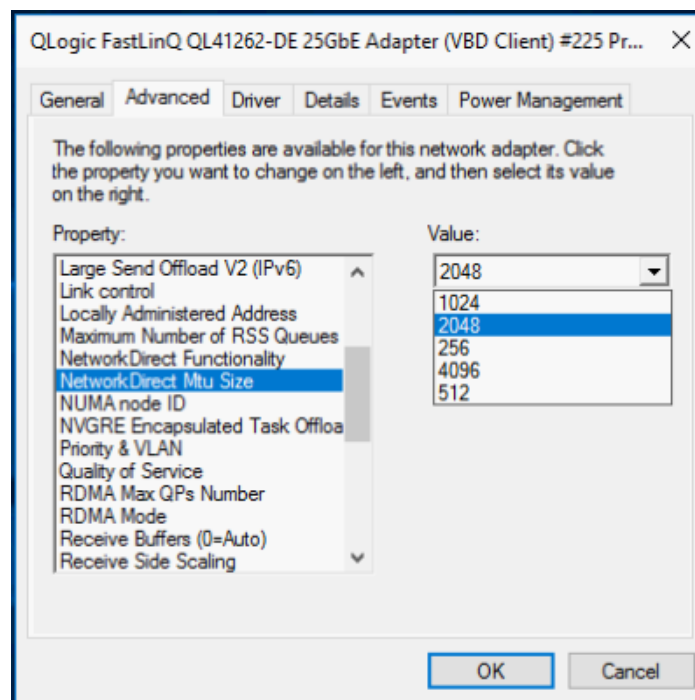 QLogic FastLinQ QL41262-DE 25GbE Adapter (VBD Client) #225 Pr...
General Advanced Driver Details Events Power Management
The following properties are available for this network adapter. Click
the property you want to change on the left, and then select its value
on the right.
Property:
Large Send Offload V2 (IPv6)
Link control
Locally Administered Address
Maximum Number of RSS Queues
NetworkDirect Functionality
NetworkDirect Mtu Size
NUMA node ID
NVGRE Encapsulated Task Offloa
Priority & VLAN
Quality of Service
RDMA Max QPs Number
RDMA Mode
Receive Buffers (0=Auto)
Receive Side Scaling
Value:
2048
1024
2048
256
4096
512
OK Cancel